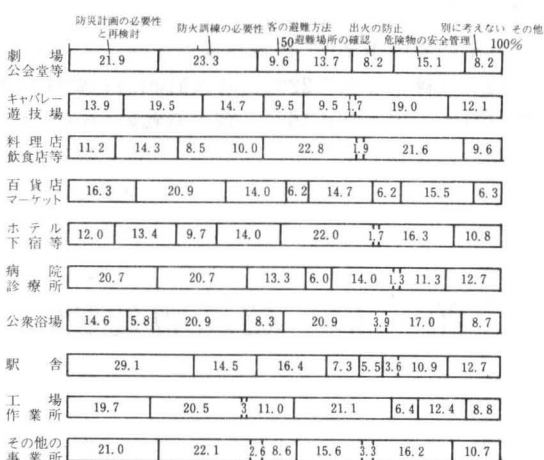 防災計画の必要性
と再検討
防火訓練の必要性 客の避難方法 出火の防止 別に考えない その他
50 避難場所の確認 危険物の安全管理 100%
劇場
公会堂等
21.9 23.3 9.6 13.7 8.2 15.1 8.2
キャバレー
遊技場
13.9 19.5 14.7 9.5 9.5 1.7 19.0 12.1
料理店
飲食店等
11.2 14.3 8.5 10.0 22.8 1.9 21.6 9.6
百貨店
マーケット
16.3 20.9 14.0 6.2 14.7 6.2 15.5 6.3
ホテル
下宿等
12.0 13.4 9.7 14.0 22.0 1.7 16.3 10.8
病院
診療所
20.7 20.7 13.3 6.0 14.0 1.3 11.3 12.7
公衆浴場
14.6 5.8 20.9 8.3 20.9 3.9 17.0 8.7
駅舎
29.1 14.5 16.4 7.3 5.5 3.6 10.9 12.7
工場
作業所
19.7 20.5 3 11.0 21.1 6.4 12.4 8.8
その他の
事業所
21.0 22.1 2.6 8.6 15.6 3.3 16.2 10.7